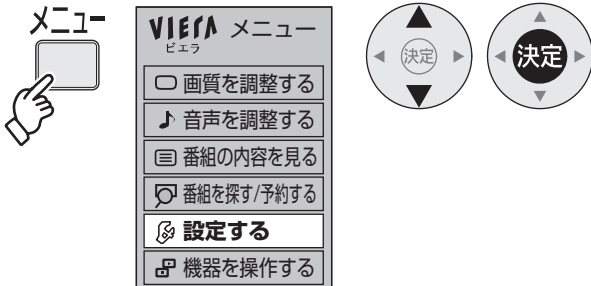 メニュー
VIErA メニュー
ビエラ
画質を調整する
音声を調整する
番組の内容を見る
番組を探す/予約する
設定する
機器を操作する
決定
決定